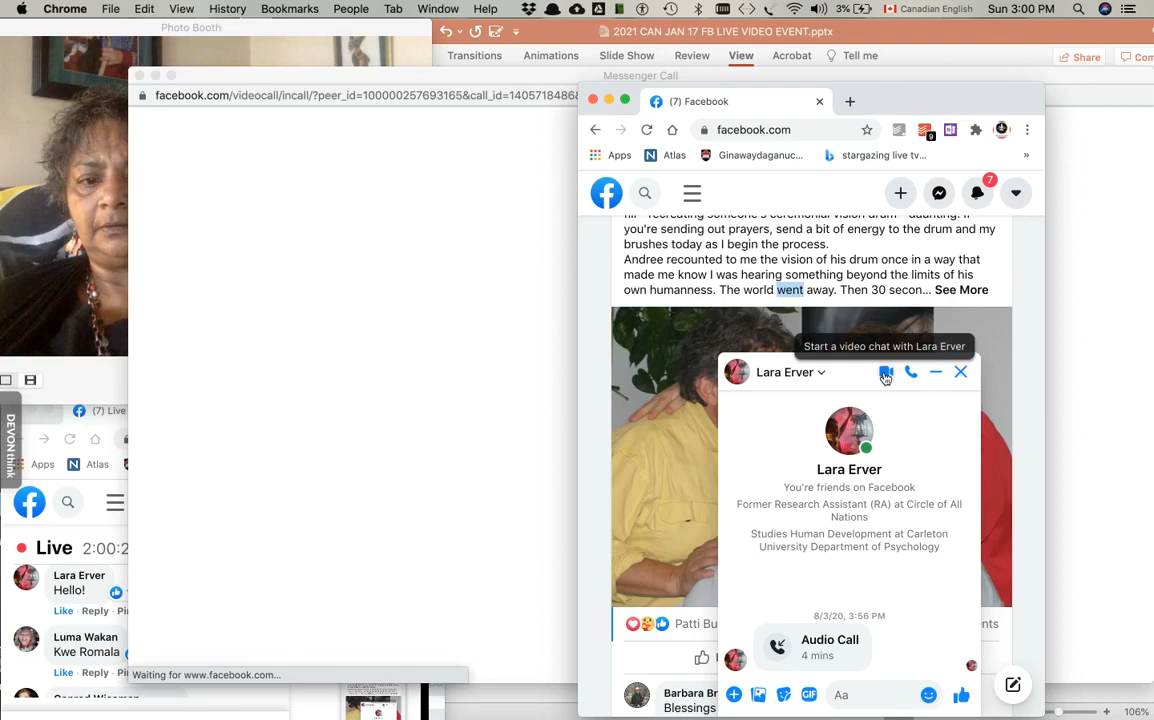 Chrome File Edit View History Bookmarks People Tab Window Help 3% Canadian English Sun 3:00 PM
Photo Booth
2021 CAN JAN 17 FB LIVE VIDEO EVENT.pptx
Transitions Animations Slide Show Review View Acrobat Tell me Share Com
Messenger Call
facebook.com/videocall/incall/?peer_id=100000257693165&call_id=1405718486
(7) Facebook
facebook.com
9
Apps Atlas Ginawaydaganuc... stargazing live tv... »
7
you're sending out prayers, send a bit of energy to the drum and my
brushes today as I begin the process.
Andree recounted to me the vision of his drum once in a way that
made me know I was hearing something beyond the limits of his
own humanness. The world went away. Then 30 secon... See More
Start a video chat with Lara Erver
Lara Erver
Lara Erver
You're friends on Facebook
Former Research Assistant (RA) at Circle of All
Nations
Studies Human Development at Carleton
University Department of Psychology
8/3/20, 3:56 PM
Audio Call
4 mins
GIF Aa
Patti Bu
ents
Barbara Br
Blessings
DEVONthink
(7) Live
Apps Atlas
Live 2:00:2
Lara Erver
Hello!
Like · Reply · Pi
Luma Wakan
Kwe Romala
Like · Reply · Pi
Waiting for www.facebook.com...
106%